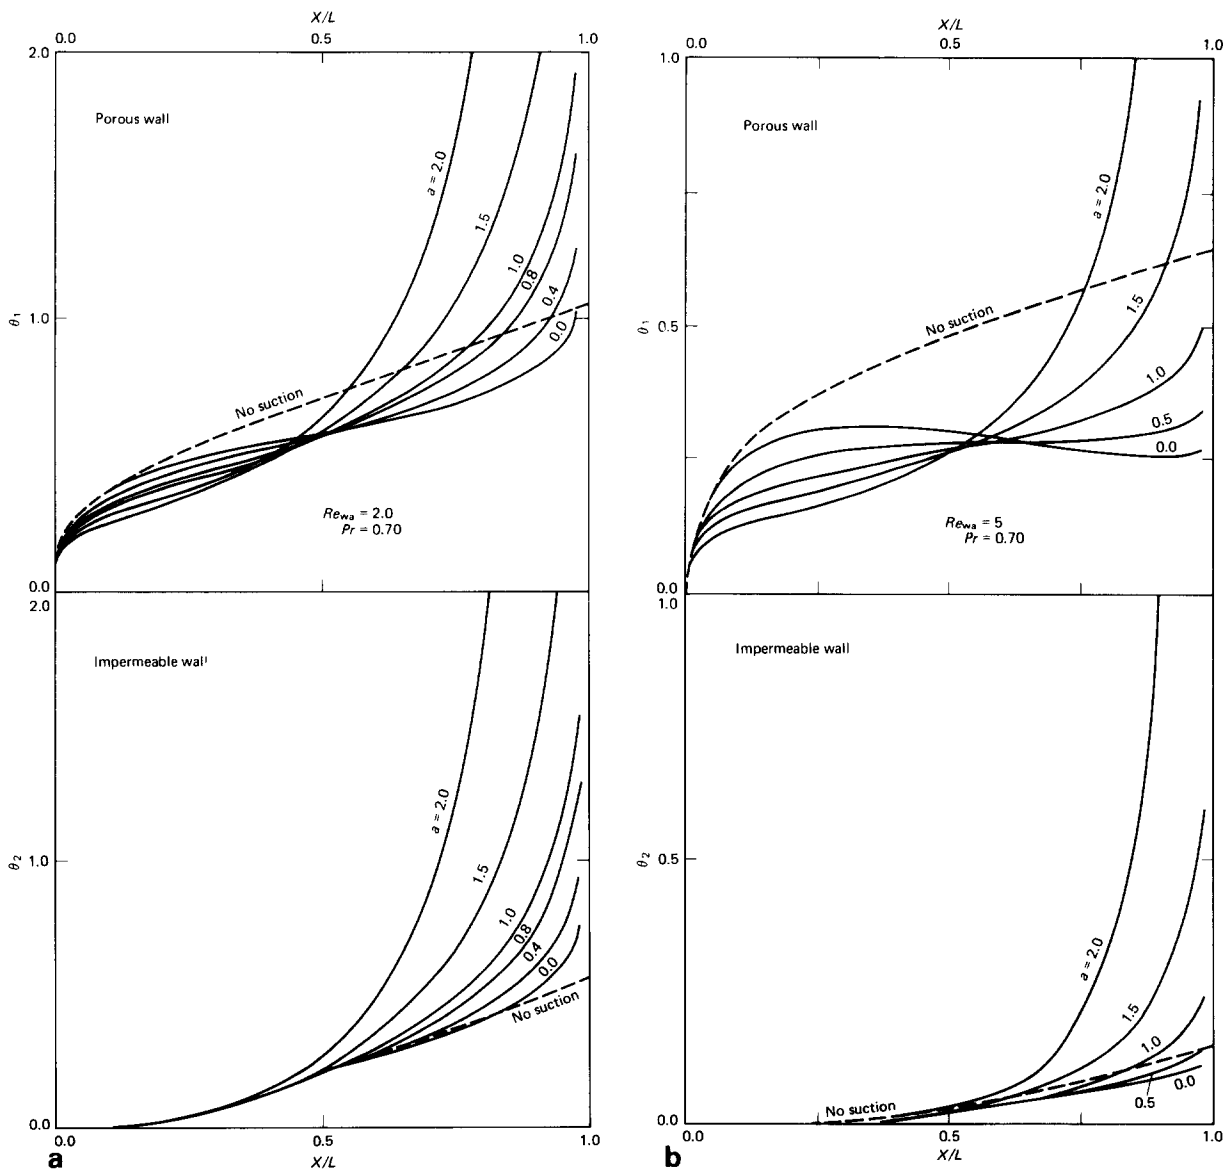 X/L
0.0 0.5 1.0
2.0
Porous wall
a = 2.0
1.5
1.0
0.8
0.4
0.0
θ1
1.0
No suction
Rewa = 2.0
Pr = 0.70
0.0
2.0
Impermeable wall
a = 2.0
1.5
1.0
0.8
0.4
0.0
θ2
1.0
No suction
0.0
0.0 0.5 1.0
X/L
a
X/L
0.0 0.5 1.0
1.0
Porous wall
a = 2.0
No suction
1.5
θ1
0.5
1.0
0.5
0.0
Rewa = 5
Pr = 0.70
0.0
1.0
Impermeable wall
θ2
0.5
a = 2.0
1.5
1.0
No suction
0.5
0.0
0.0
0.0 0.5 1.0
X/L
b